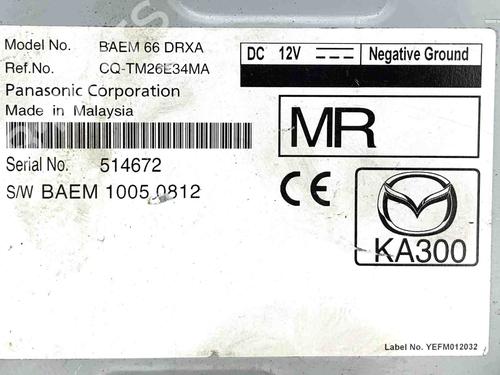 Model No. BAEM 66 DRXA
Ref.No. CQ-TM26E34MA
Panasonic Corporation
Made in Malaysia
Serial No. 514672
S/W BAEM 1005 0812
DC 12V Negative Ground
MR
CE
KA300
Label No. YEFM012032